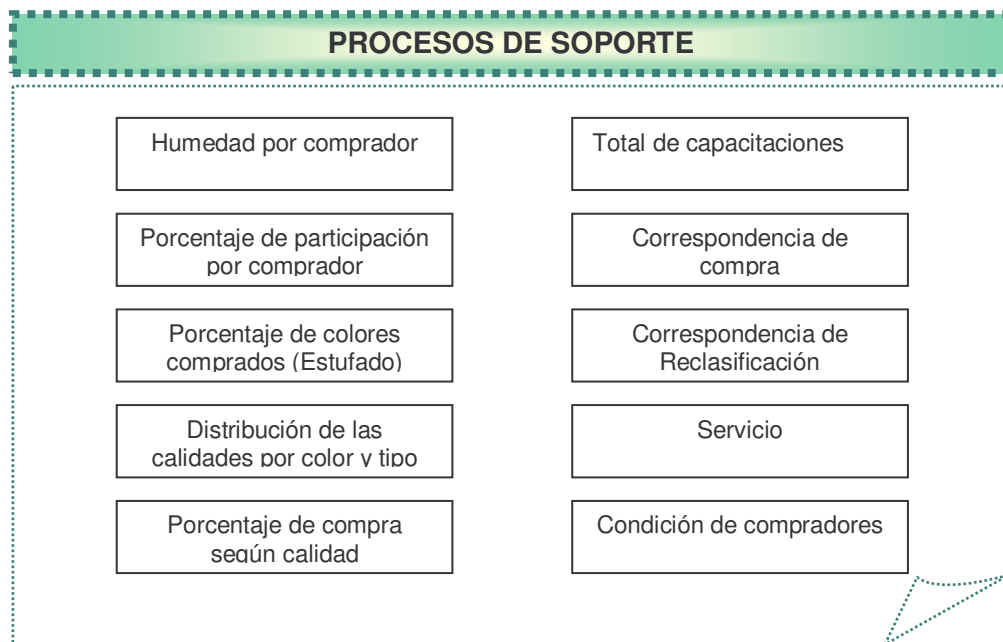 PROCESOS DE SOPORTE
Humedad por comprador
Porcentaje de participación
por comprador
Porcentaje de colores
comprados (Estufado)
Distribución de las
calidades por color y tipo
Porcentaje de compra
según calidad
Total de capacitaciones
Correspondencia de
compra
Correspondencia de
Reclasificación
Servicio
Condición de compradores